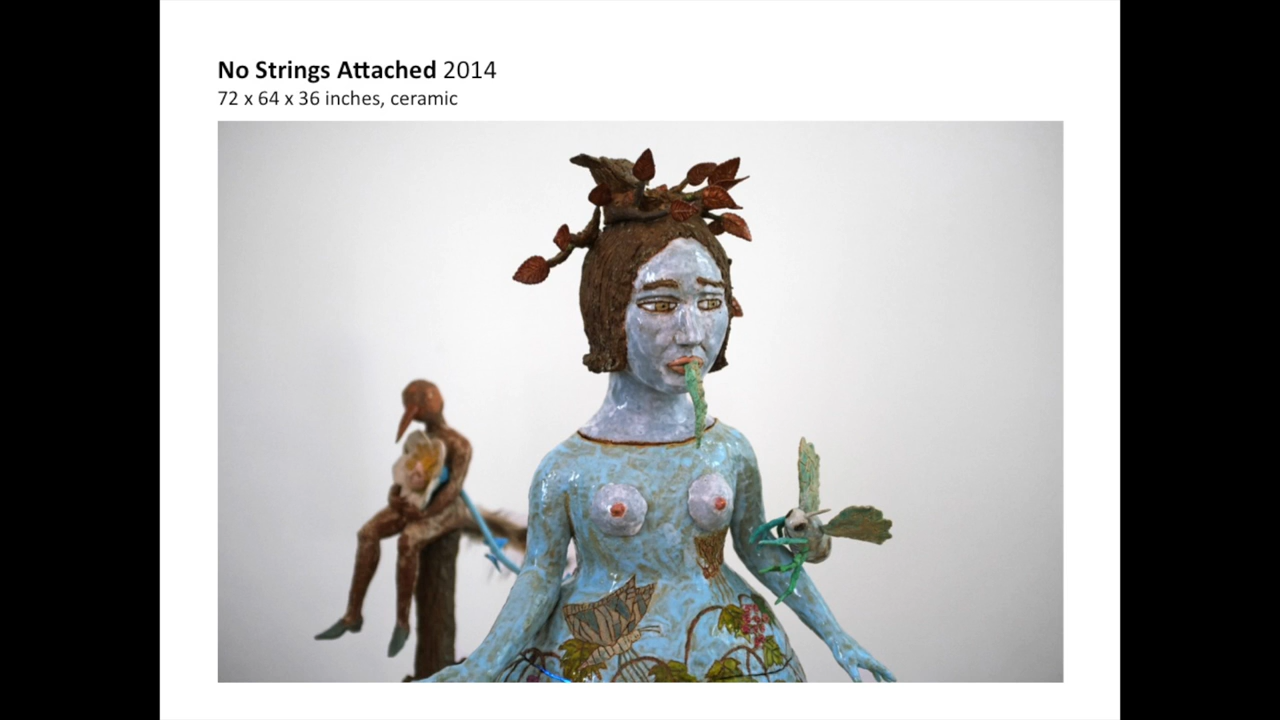 No Strings Attached 2014
72 x 64 x 36 inches, ceramic